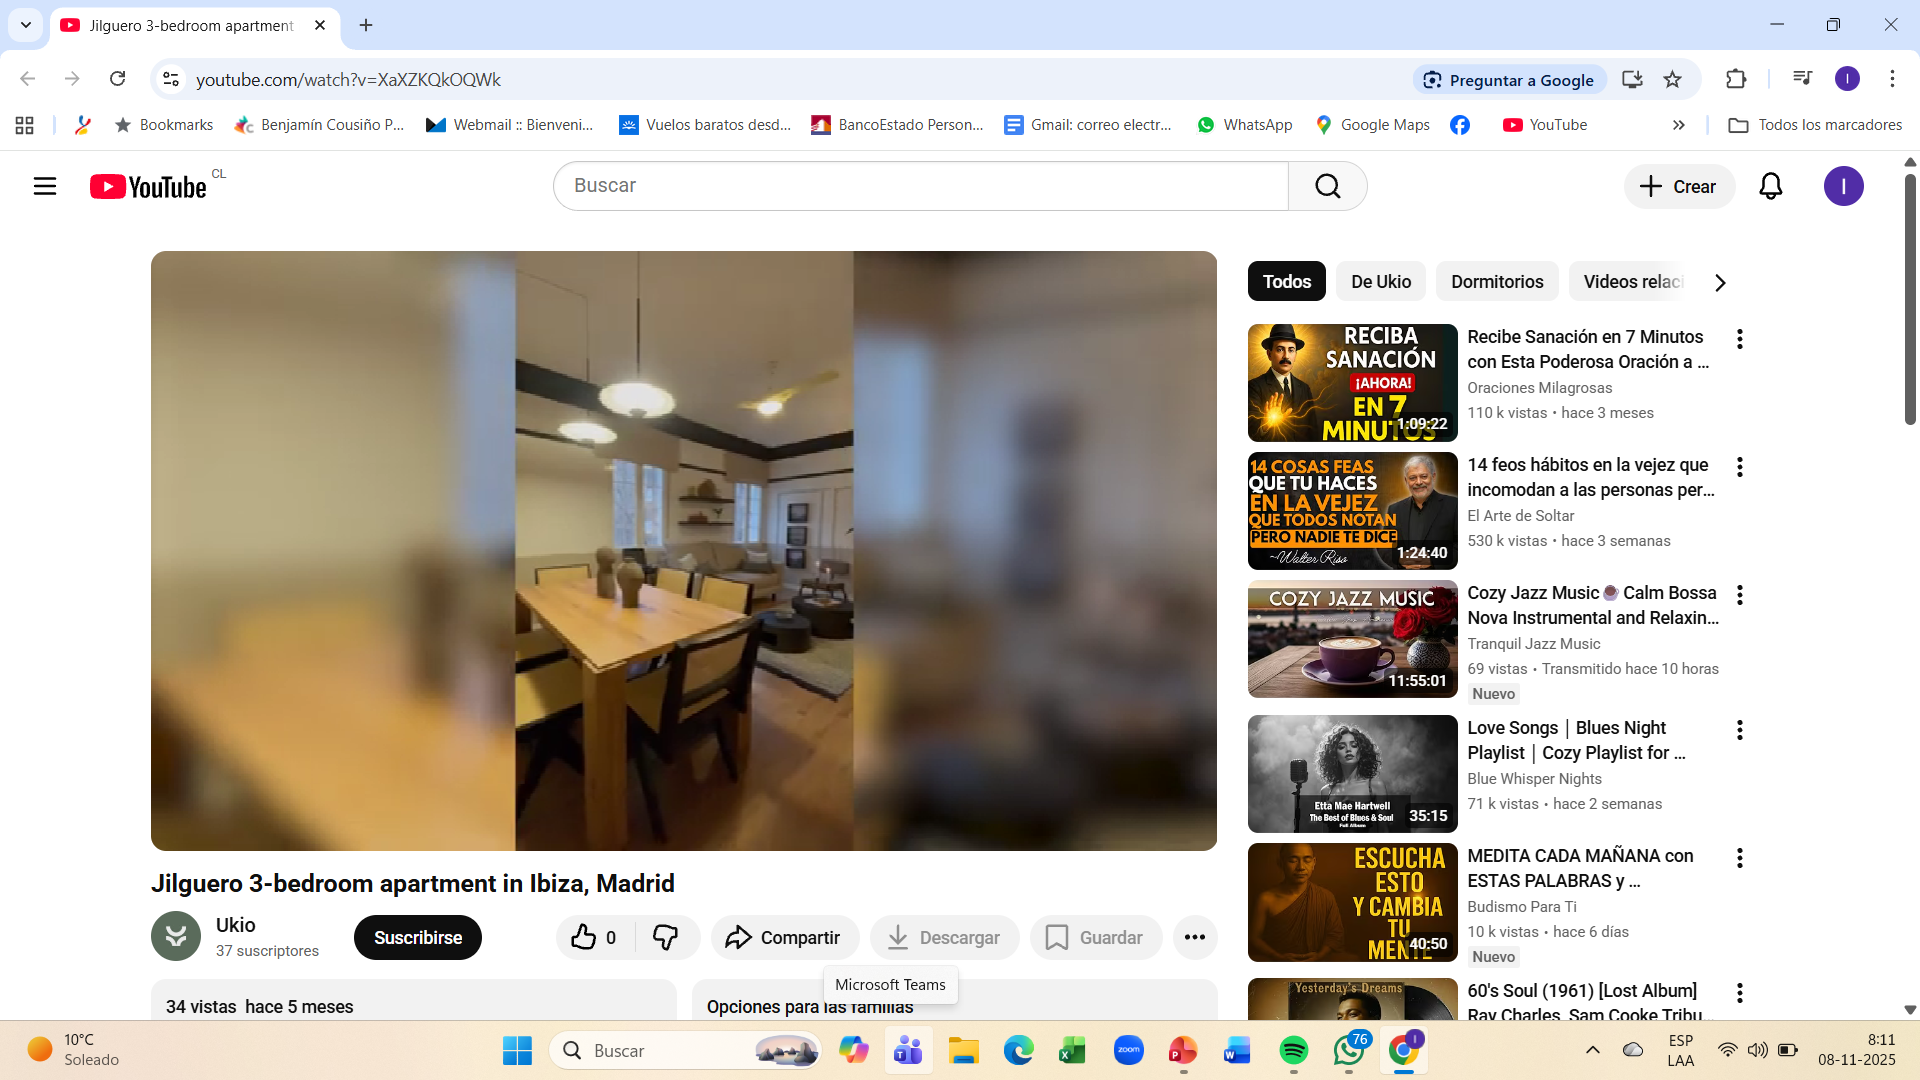 Jilguero 3-bedroom apartment
youtube.com/watch?v=XaXZKQkOQWk
Preguntar a Google
I
Bookmarks
Benjamín Cousiño P...
Webmail :: Bienveni...
Vuelos baratos desd...
BancoEstado Person...
Gmail: correo electr...
WhatsApp
Google Maps
YouTube
Todos los marcadores
YouTube CL
Buscar
Crear
I
Todos
De Ukio
Dormitorios
Videos relaci
RECIBA
SANACIÓN
¡AHORA!
EN 7
MINUTOS
1:09:22
Recibe Sanación en 7 Minutos
con Esta Poderosa Oración a ...
Oraciones Milagrosas
110 k vistas • hace 3 meses
14 COSAS FEAS
QUE TU HACES
EN LA VEJEZ
QUE TODOS NOTAN
PERO NADIE TE DICE
~Walter Riso
1:24:40
14 feos hábitos en la vejez que
incomodan a las personas per...
El Arte de Soltar
530 k vistas • hace 3 semanas
COZY JAZZ MUSIC
11:55:01
Cozy Jazz Music☕ Calm Bossa
Nova Instrumental and Relaxin...
Tranquil Jazz Music
69 vistas • Transmitido hace 10 horas
Nuevo
Etta Mae Hartwell
The Best of Blues & Soul
Full Album
35:15
Love Songs | Blues Night
Playlist | Cozy Playlist for ...
Blue Whisper Nights
71 k vistas • hace 2 semanas
ESCUCHA
ESTO
Y CAMBIA
TU
MENTE
40:50
MEDITA CADA MAÑANA con
ESTAS PALABRAS y ...
Budismo Para Ti
10 k vistas • hace 6 días
Nuevo
Yesterday's Dreams
60's Soul (1961) [Lost Album]
Ray Charles, Sam Cooke Tribu...
Jilguero 3-bedroom apartment in Ibiza, Madrid
Ukio
37 suscriptores
Suscribirse
0
Compartir
Descargar
Guardar
Microsoft Teams
34 vistas hace 5 meses
Opciones para las familias
10°C
Soleado
Buscar
zoom
76
I
ESP
LAA
8:11
08-11-2025